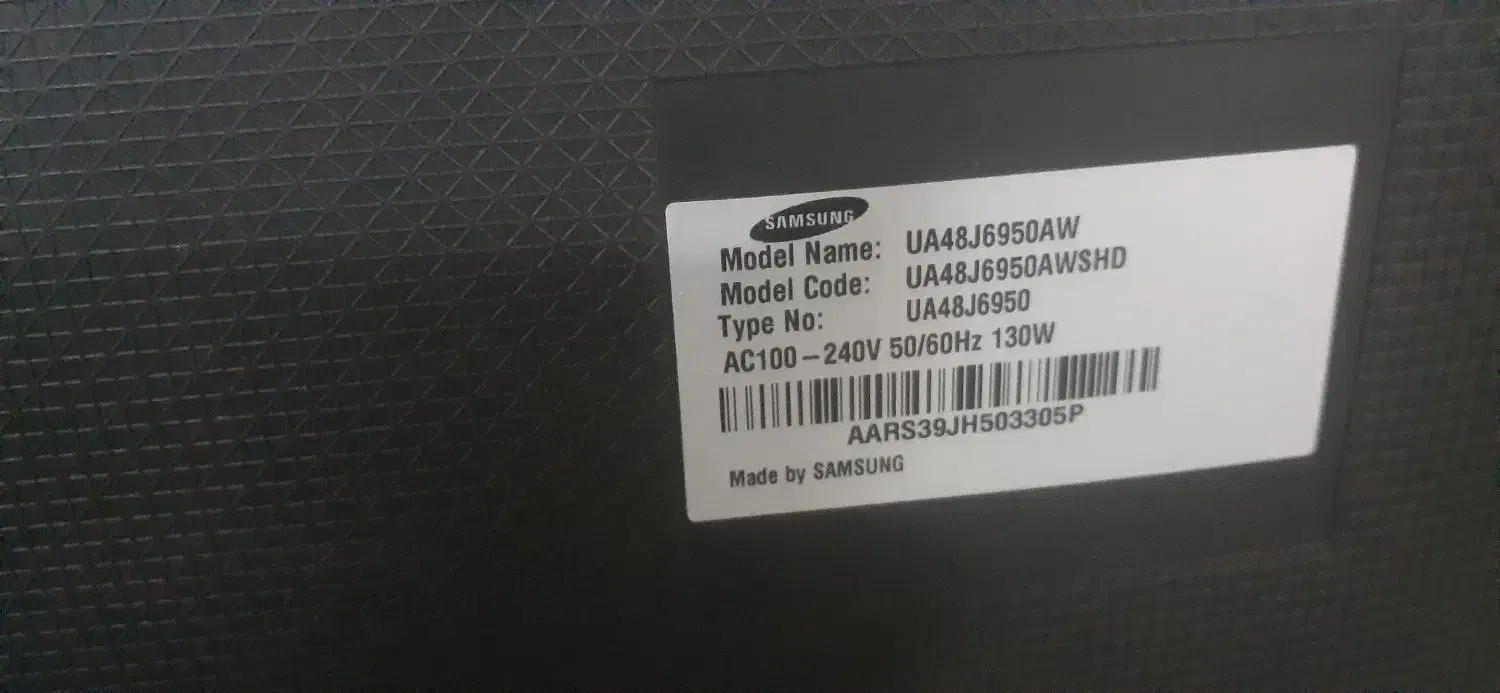 SAMSUNG
Model Name: UA48J6950AW
Model Code: UA48J6950AWSHD
Type No: UA48J6950
AC100-240V 50/60Hz 130W
AARS39JH503305P
Made by SAMSUNG